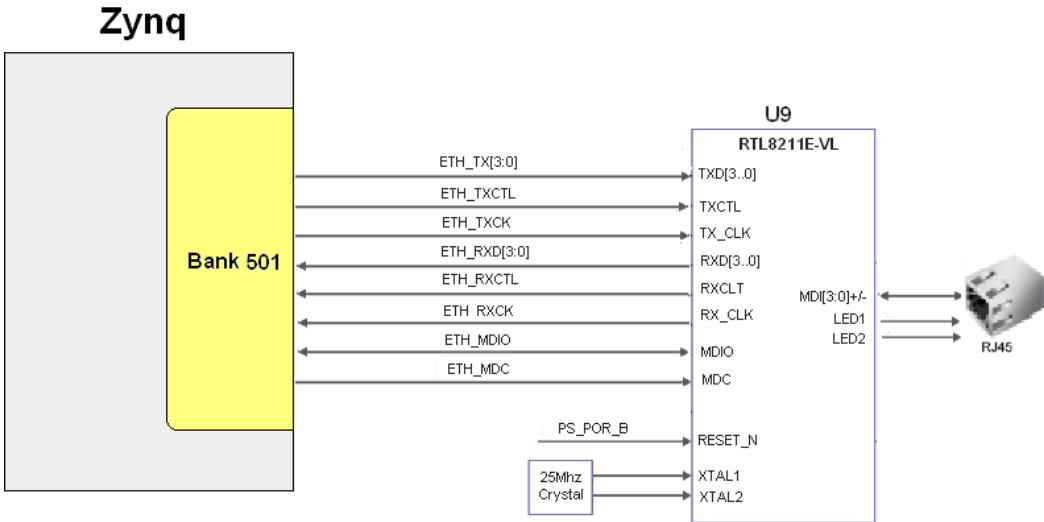 Zynq
U9
RTL8211E-VL
ETH_TX[3:0]
TXD[3..0]
ETH_TXCTL
TXCTL
ETH_TXCK
TX_CLK
ETH_RXD[3:0]
Bank 501
RXD[3..0]
ETH_RXCTL
RXCLT
MDI[3:0]+/-
ETH_RXCK
RX_CLK
LED1
ETH_MDIO
LED2
MDIO
RJ45
ETH_MDC
MDC
PS_POR_B
RESET_N
25Mhz
Crystal
XTAL1
XTAL2